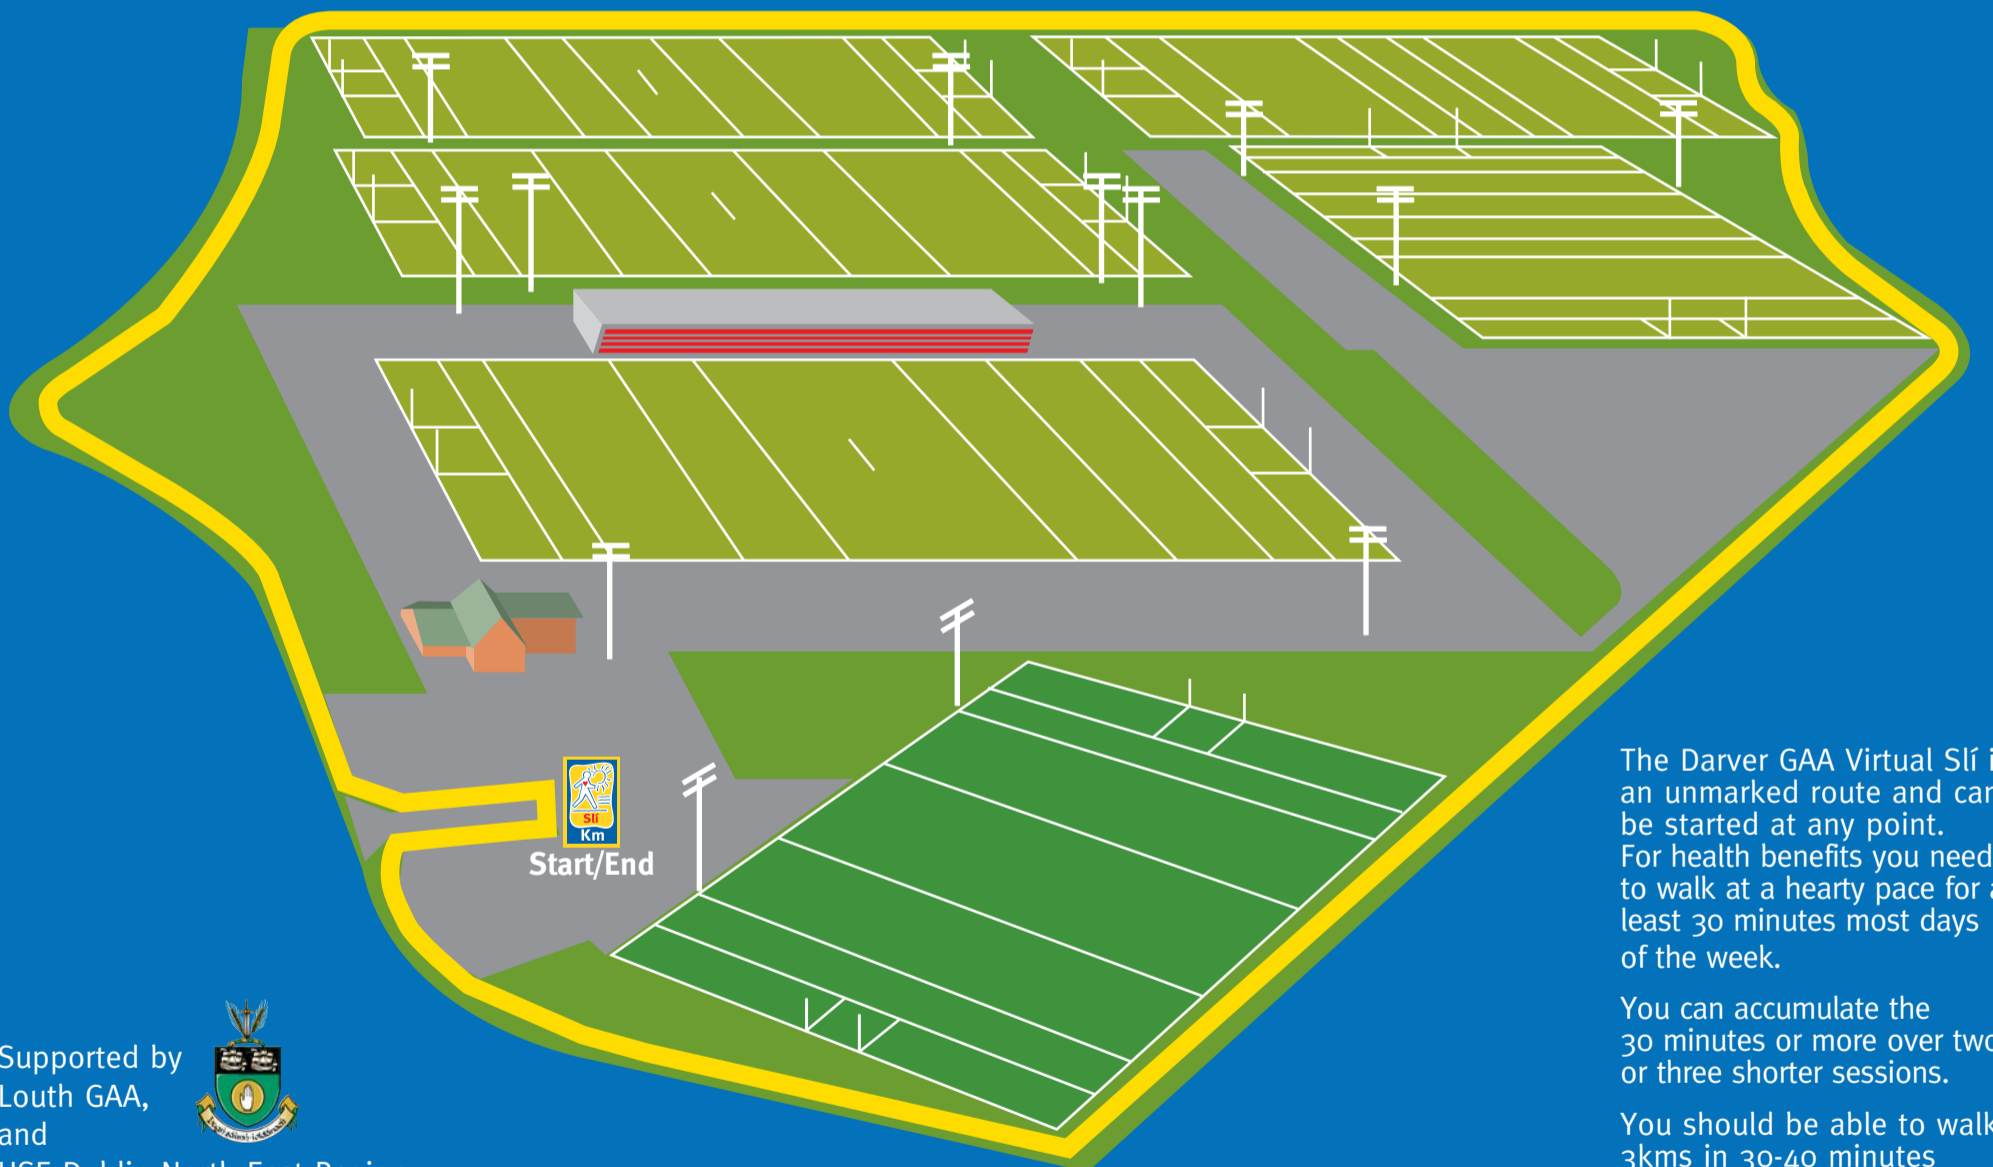 Slí
Km
Start/End
The Darver GAA Virtual Slí
an unmarked route and
be started at any point.
For health benefits you need
to walk at a hearty pace for
least 30 minutes most days
of the week.
You can accumulate the
30 minutes or more over two
or three shorter sessions.
You should be able to walk
3kms in 30-40 minutes
Supported by
Louth GAA,
and